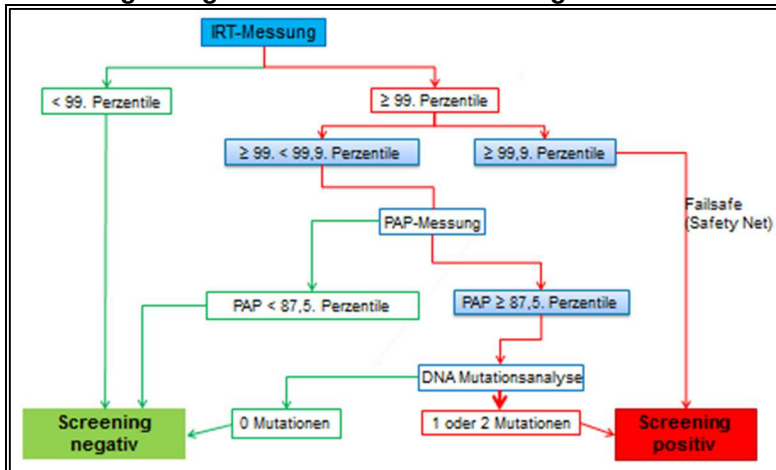 IRT-Messung
< 99. Perzentile
≥ 99. Perzentile
≥ 99. < 99,9. Perzentile
≥ 99,9. Perzentile
Failsafe
(Safety Net)
PAP-Messung
PAP < 87,5. Perzentile
PAP ≥ 87,5. Perzentile
DNA Mutationsanalyse
Screening
negativ
0 Mutationen
1 oder 2 Mutationen
Screening
positiv